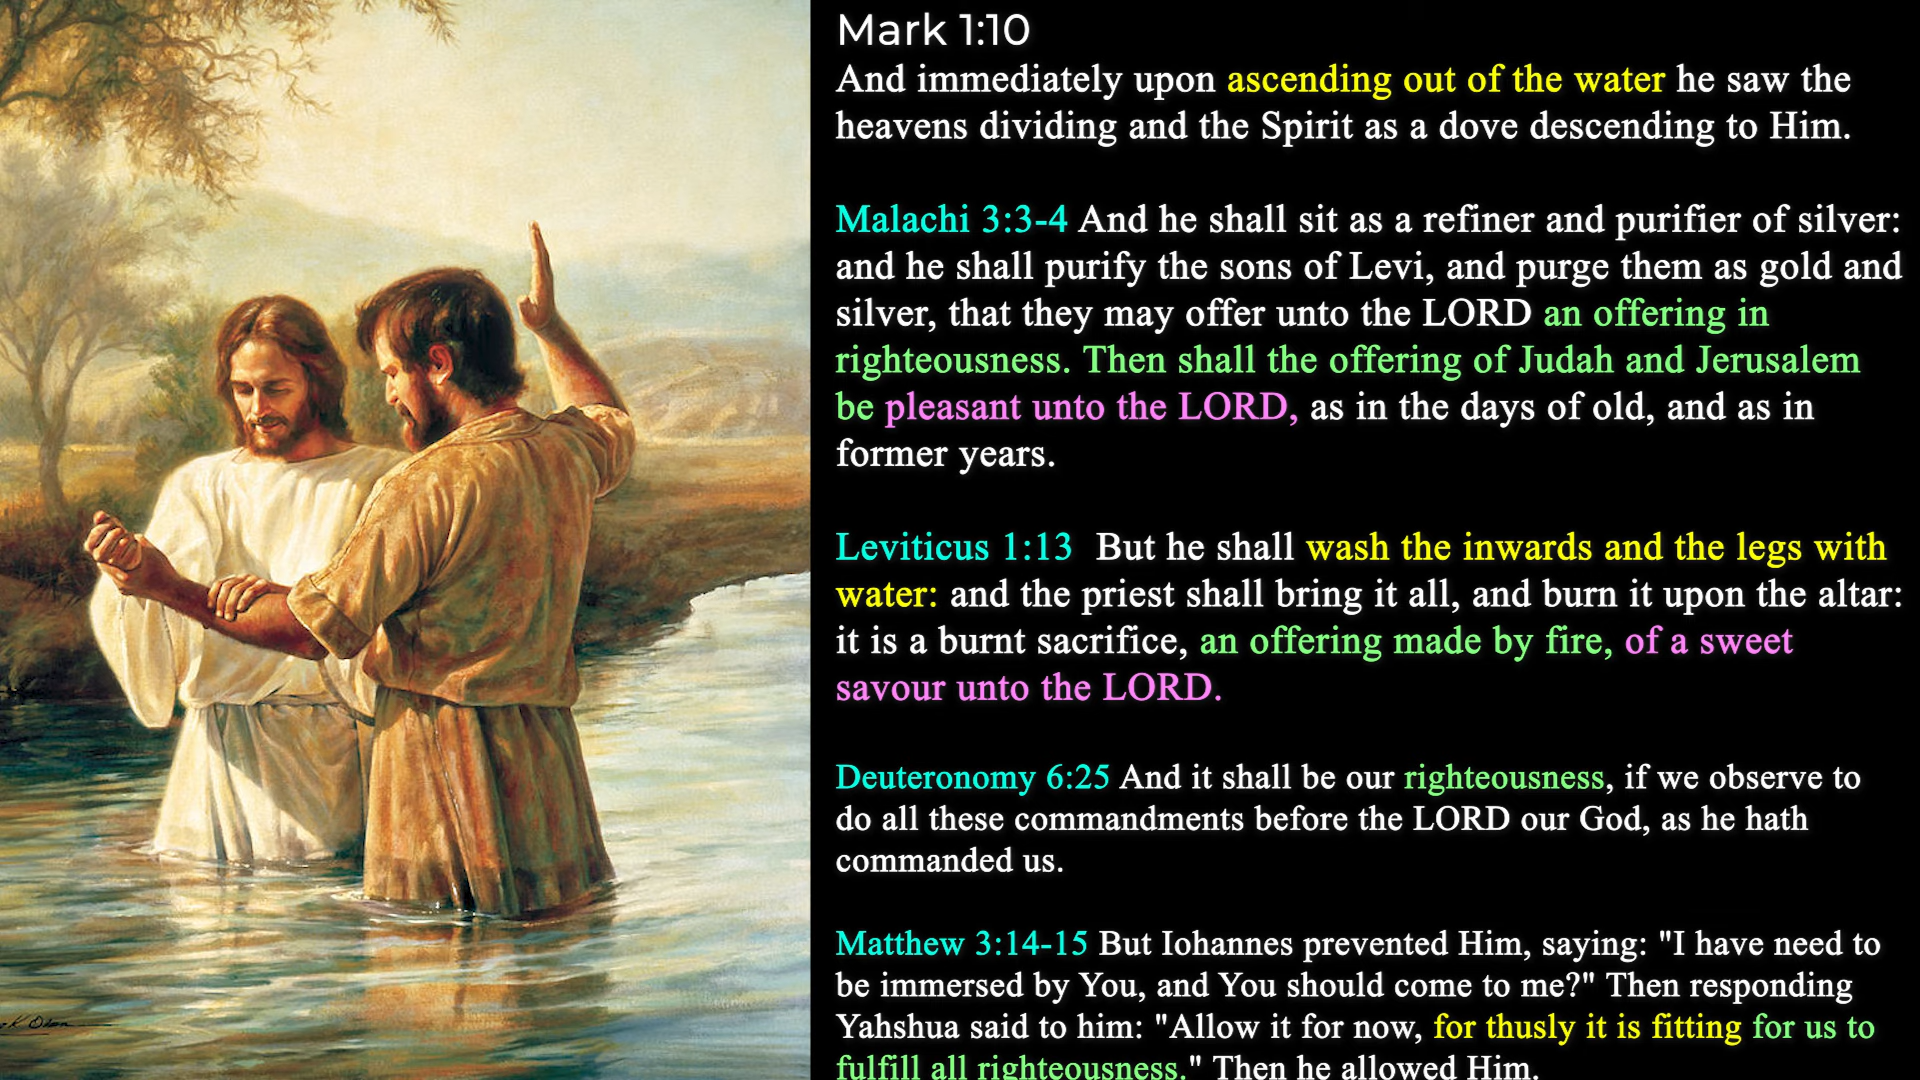 Mark 1:10
And immediately upon ascending out of the water he saw the
heavens dividing and the Spirit as a dove descending to Him.
Malachi 3:3-4 And he shall sit as a refiner and purifier of silver:
and he shall purify the sons of Levi, and purge them as gold and
silver, that they may offer unto the LORD an offering in
righteousness. Then shall the offering of Judah and Jerusalem
be pleasant unto the LORD, as in the days of old, and as in
former years.
Leviticus 1:13 But he shall wash the inwards and the legs with
water: and the priest shall bring it all, and burn it upon the altar:
it is a burnt sacrifice, an offering made by fire, of a sweet
savour unto the LORD.
Deuteronomy 6:25 And it shall be our righteousness, if we observe to
do all these commandments before the LORD our God, as he hath
commanded us.
Matthew 3:14-15 But Iohannes prevented Him, saying: "I have need to
be immersed by You, and You should come to me?" Then responding
Yahshua said to him: "Allow it for now, for thusly it is fitting for us to
fulfill all righteousness." Then he allowed Him.